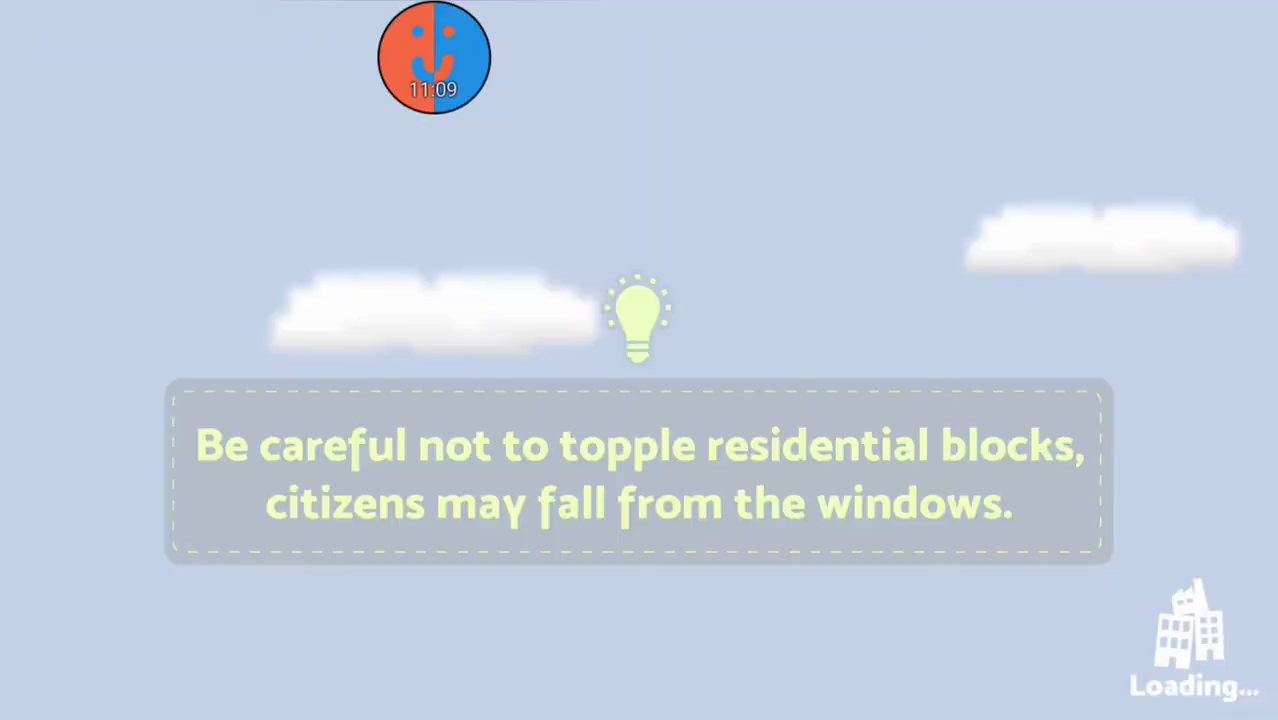 11:09
Be careful not to topple residential blocks,
citizens may fall from the windows.
Loading...